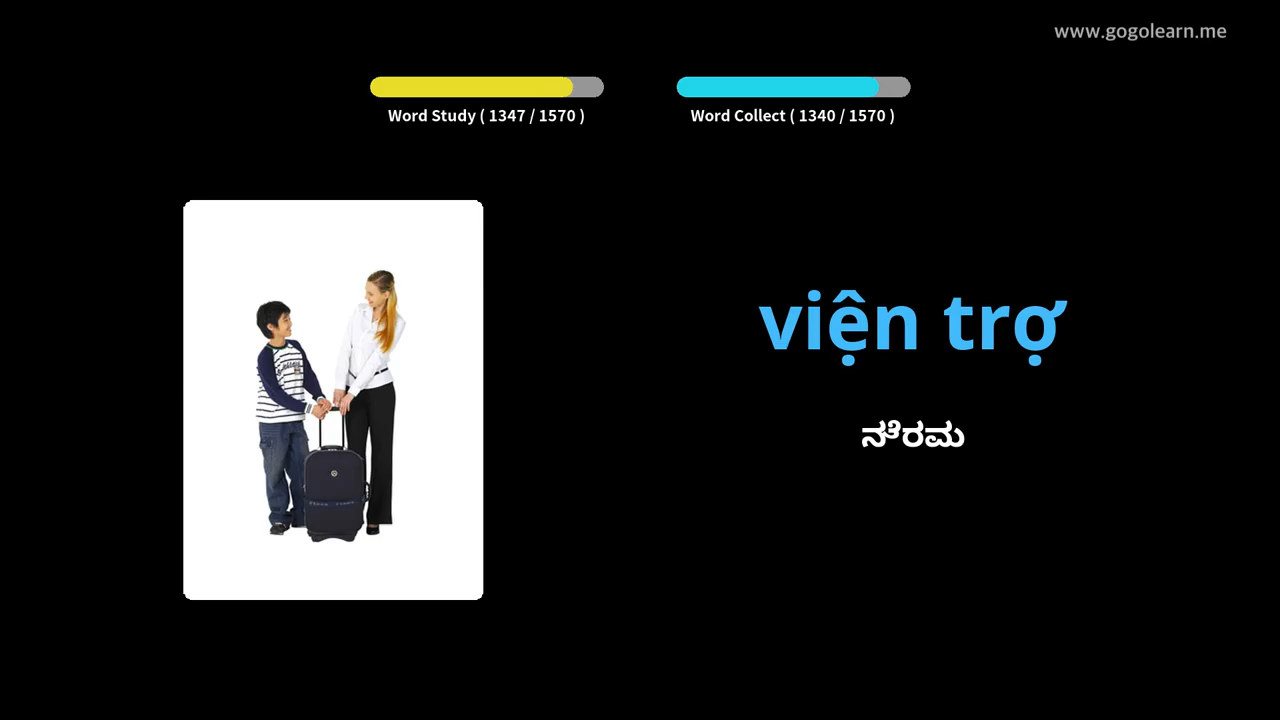 www.gogolearn.me
Word Study ( 1347 / 1570 )
Word Collect ( 1340 / 1570 )
viện trợ
ನೆರವು